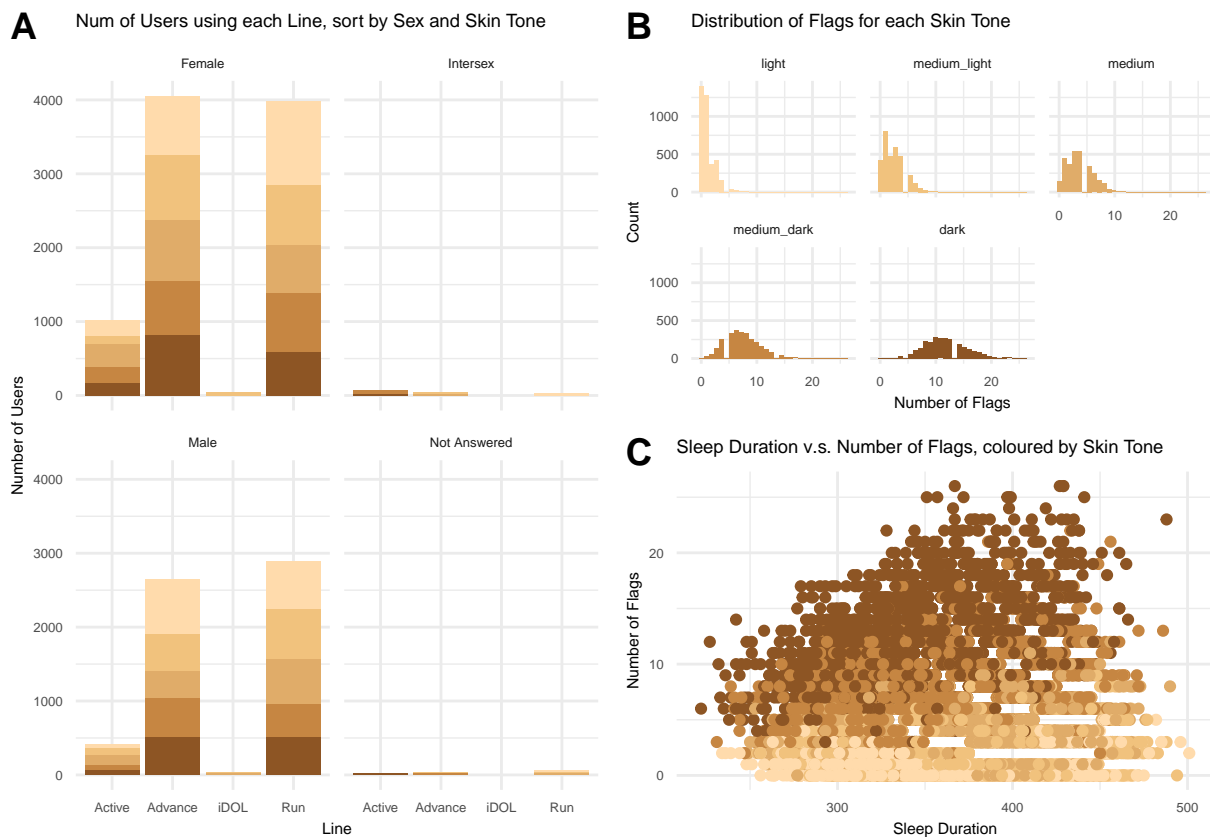 A
Num of Users using each Line, sort by Sex and Skin Tone
Female
Intersex
4000
3000
2000
1000
0
Male
Not Answered
4000
3000
2000
1000
0
Number of Users
Active
Advance
iDOL
Run
Active
Advance
iDOL
Run
Line
B
Distribution of Flags for each Skin Tone
light
medium_light
medium
1000
500
0
Count
medium_dark
dark
0
10
20
1000
500
0
0
10
20
0
10
20
Number of Flags
C
Sleep Duration v.s. Number of Flags, coloured by Skin Tone
20
10
0
Number of Flags
300
400
500
Sleep Duration